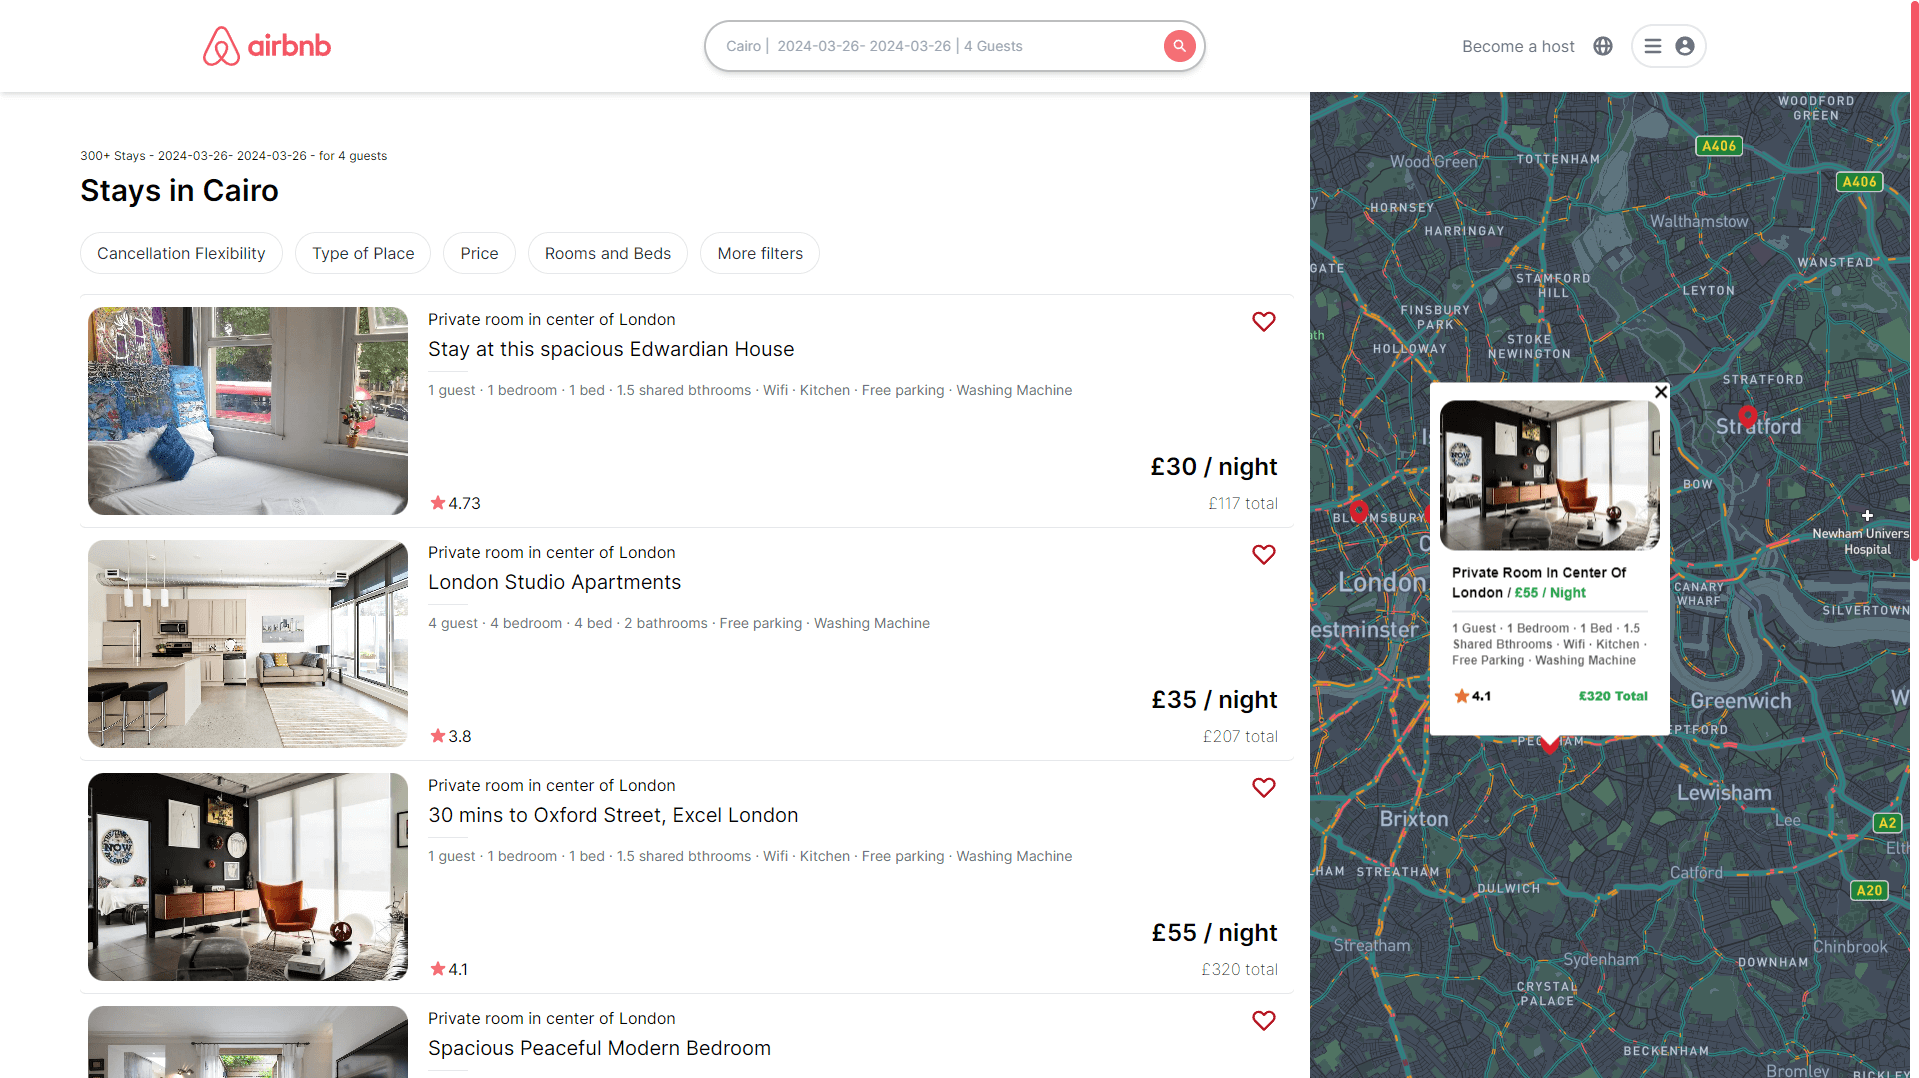 airbnb
Cairo | 2024-03-26- 2024-03-26 | 4 Guests
Become a host
300+ Stays - 2024-03-26- 2024-03-26 - for 4 guests
Stays in Cairo
Cancellation Flexibility
Type of Place
Price
Rooms and Beds
More filters
Private room in center of London
Stay at this spacious Edwardian House
1 guest · 1 bedroom · 1 bed · 1.5 shared bthrooms · Wifi · Kitchen · Free parking · Washing Machine
£30 / night
4.73
£117 total
Private room in center of London
London Studio Apartments
4 guest · 4 bedroom · 4 bed · 2 bathrooms · Free parking · Washing Machine
£35 / night
3.8
£207 total
Private room in center of London
30 mins to Oxford Street, Excel London
1 guest · 1 bedroom · 1 bed · 1.5 shared bthrooms · Wifi · Kitchen · Free parking · Washing Machine
£55 / night
4.1
£320 total
NOW
Private room in center of London
Spacious Peaceful Modern Bedroom
WOODFORD
GREEN
A406
Wood Green
TOTTENHAM
A406
HORNSEY
Walthamstow
HARRINGAY
WANSTEAD
GATE
STAMFORD
HILL
LEYTON
FINSBURY
PARK
ath
STOKE
NEWINGTON
HOLLOWAY
STRATFORD
Stratford
BOW
BLOOMSBURY
Newham Univers
Hospital
London
CANARY
WHARF
SILVERTOWN
estminster
Greenwich
W
EPTFORD
PECKHAM
Lewisham
Brixton
Lee
A2
Elth
HAM
STREATHAM
Catford
DULWICH
A20
Streatham
Chinbrook
Sydenham
DOWNHAM
CRYSTAL
PALACE
BECKENHAM
Bromley
BICKLEY
NOW
Private Room In Center Of
London / £55 / Night
1 Guest · 1 Bedroom · 1 Bed · 1.5
Shared Bthrooms · Wifi · Kitchen ·
Free Parking · Washing Machine
4.1
£320 Total